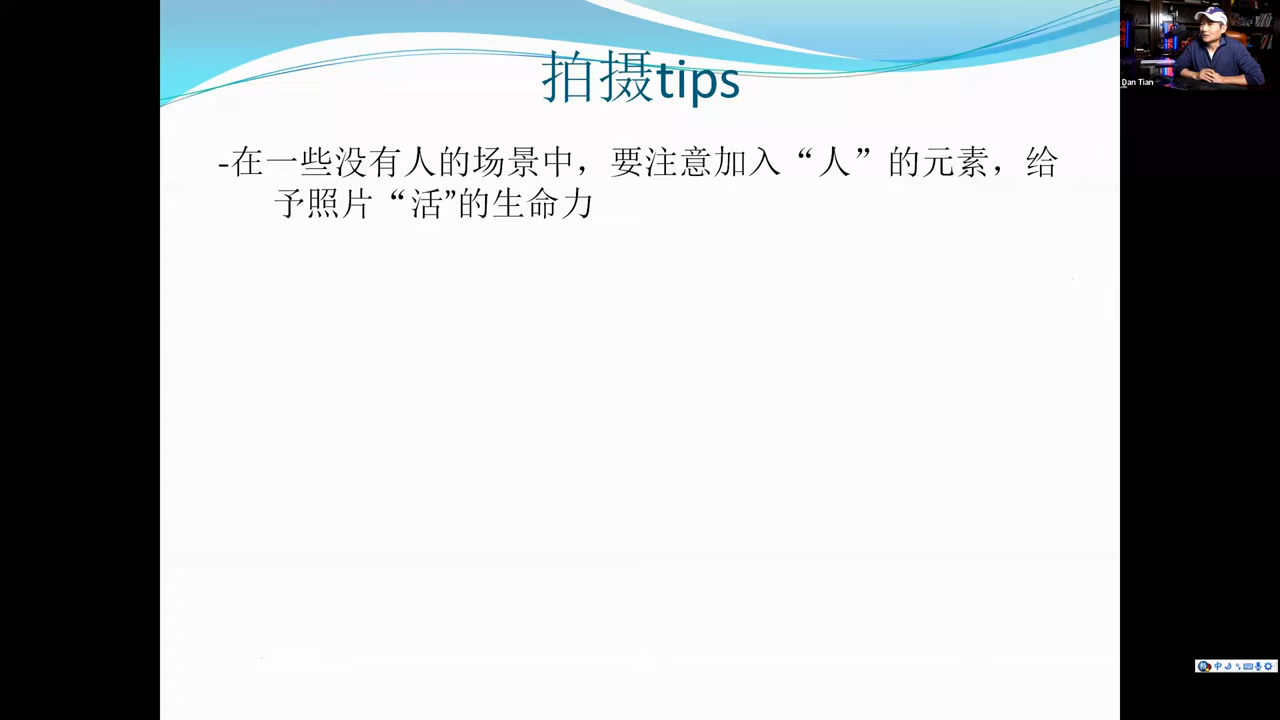 拍摄tips
-在一些没有人的场景中，要注意加入“人”的元素，给
予照片“活”的生命力
Dan Tian
中